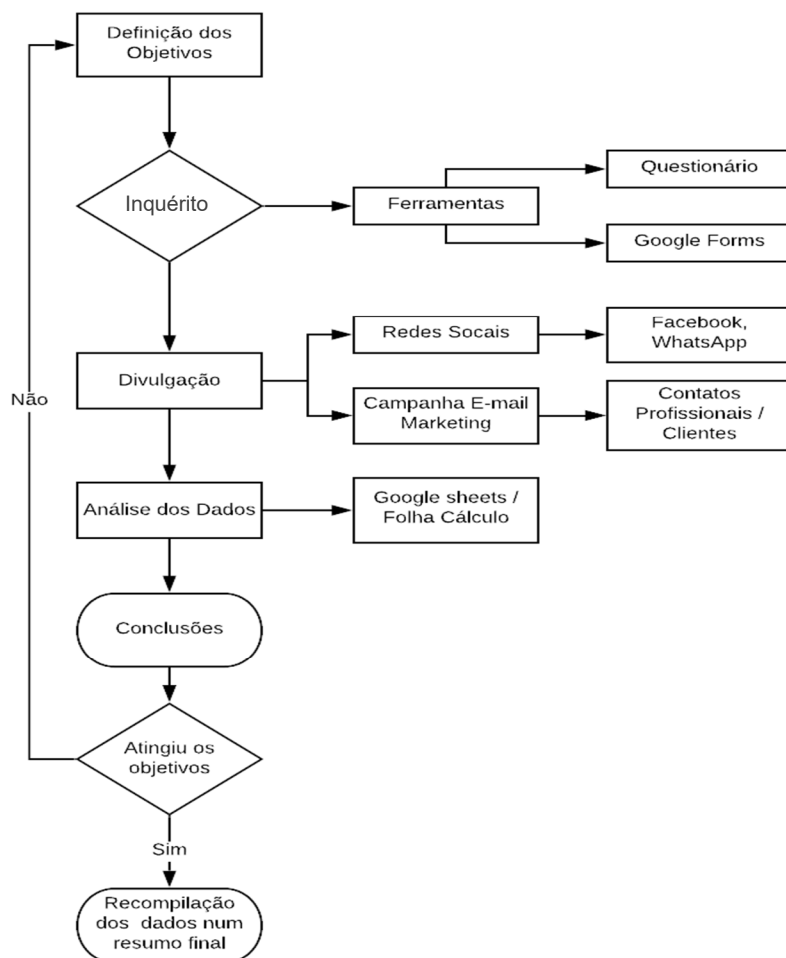 Definição dos
Objetivos
Inquérito
Ferramentas
Questionário
Google Forms
Divulgação
Redes Socais
Facebook,
WhatsApp
Campanha E-mail
Marketing
Contatos
Profissionais /
Clientes
Não
Análise dos Dados
Google sheets /
Folha Cálculo
Conclusões
Atingiu os
objetivos
Sim
Recompilação
dos dados num
resumo final